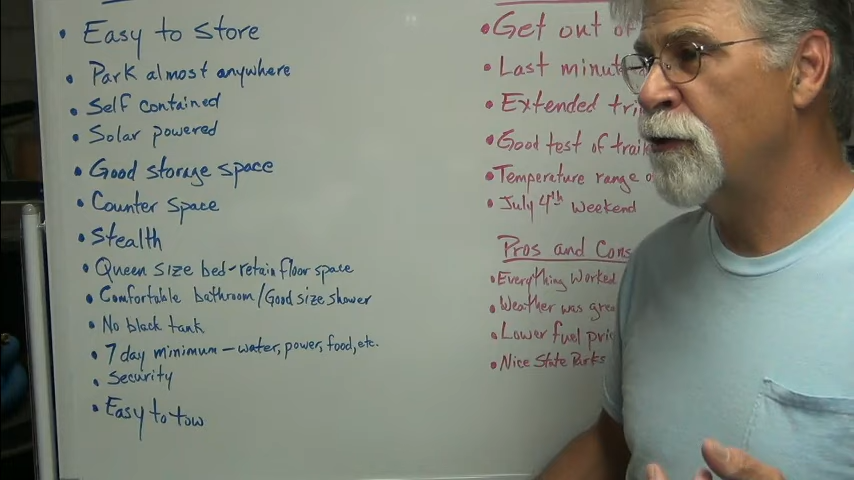 • Easy to store
• Park almost anywhere
• Self contained
• Solar powered
• Good storage space
• Counter space
• Stealth
• Queen size bed-retain floor space
• Comfortable bathroom/Good size shower
• No black tank
• 7 day minimum - water, power, food, etc.
• Security
• Easy to tow
• Get out of
• Last minut
• Extended tri
• Good test of trail
• Temperature range o
• July 4th weekend
Pros and Cons
• Everything worked
• Weather was grea
• Lower fuel pri
• Nice State Parks